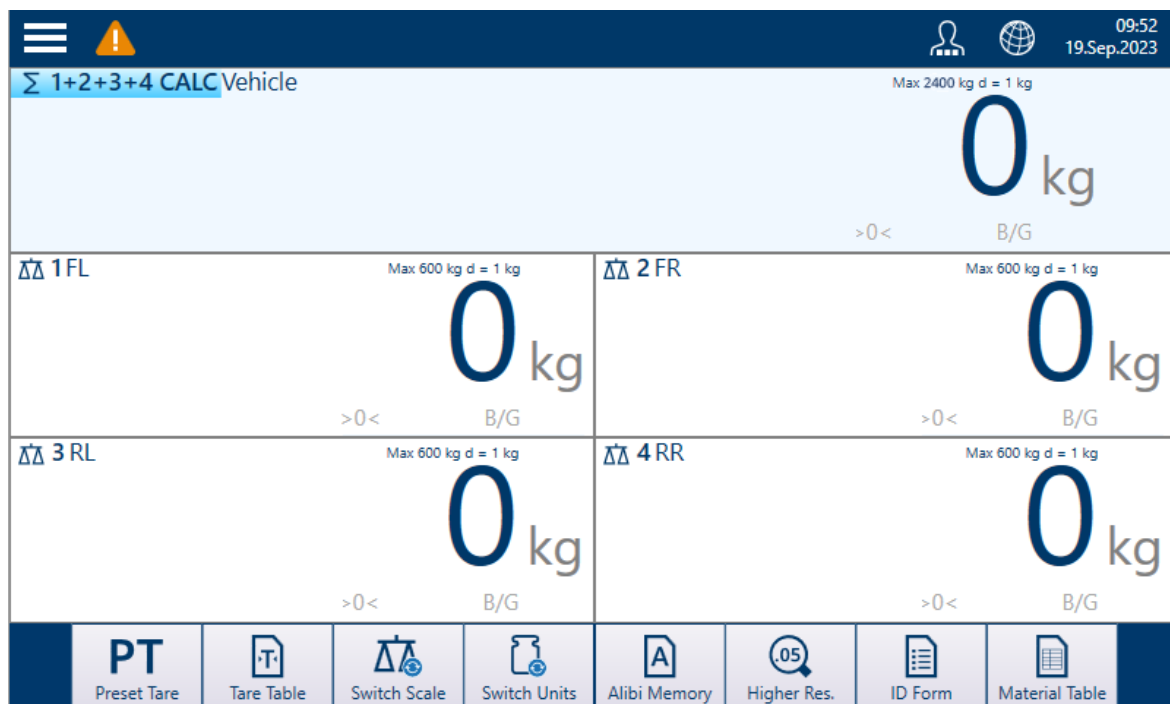 09:52
19.Sep.2023
Σ 1+2+3+4 CALC Vehicle
Max 2400 kg d = 1 kg
0 kg
>0< B/G
1 FL
Max 600 kg d = 1 kg
0 kg
>0< B/G
2 FR
Max 600 kg d = 1 kg
0 kg
>0< B/G
3 RL
Max 600 kg d = 1 kg
0 kg
>0< B/G
4 RR
Max 600 kg d = 1 kg
0 kg
>0< B/G
PT
Preset Tare
T
Tare Table
Switch Scale
Switch Units
A
Alibi Memory
.05
Higher Res.
ID Form
Material Table